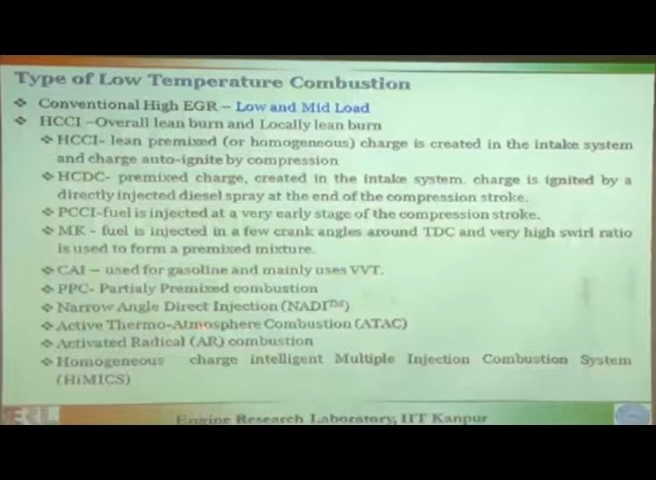 Type of Low Temperature Combustion
❖ Conventional High EGR – Low and Mid Load
❖ HCCI –Overall lean burn and Locally lean burn
❖ HCCI- lean premixed (or homogeneous) charge is created in the intake system
and charge auto-ignite by compression
❖ HCDC- premixed charge, created in the intake system. charge is ignited by a
directly injected diesel spray at the end of the compression stroke.
❖ PCCI-fuel is injected at a very early stage of the compression stroke.
❖ MK - fuel is injected in a few crank angles around TDC and very high swirl ratio
is used to form a premixed mixture.
❖ CAI – used for gasoline and mainly uses VVT.
❖ PPC- Partialy Premixed combustion
❖ Narrow Angle Direct Injection (NADI™)
❖ Active Thermo-Atmosphere Combustion (ATAC)
❖ Activated Radical (AR) combustion
❖ Homogeneous charge intelligent Multiple Injection Combustion System
(HiMICS)
ERL
Engine Research Laboratory, IIT Kanpur